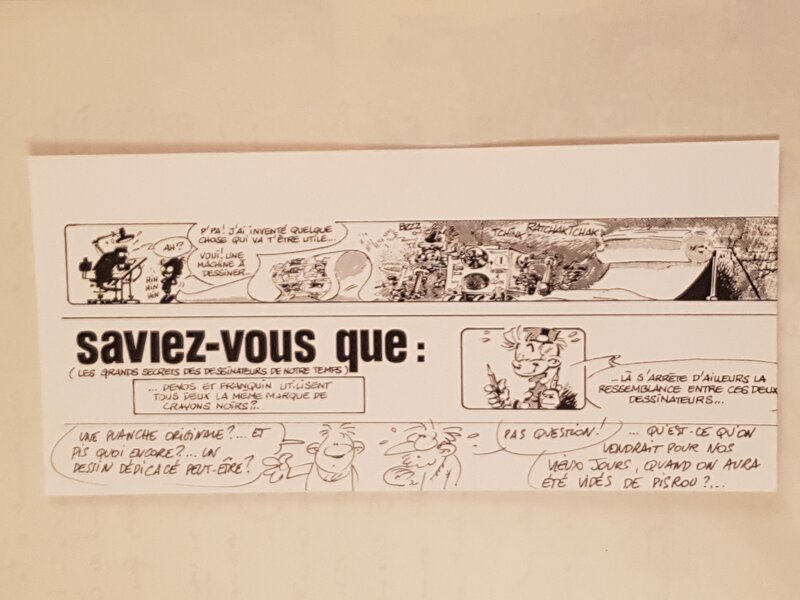 AH?
P'PA! J'AI INVENTÉ QUELQUE
CHOSE QUI VA T'ÊTRE UTILE...
VOUI! UNE
MACHINE À
DESSINER...
HIN
HIN
HIN
BZZZ
TCHING
RATCHAKTCHAK
saviez-vous que :
( LES GRANDS SECRETS DES DESSINATEURS DE NOTRE TEMPS )
... DEVOS ET FRANQUIN UTILISENT
TOUS DEUX LA MÊME MARQUE DE
CRAYONS NOIRS?...
...LÀ S'ARRÊTE D'AILLEURS LA
RESSEMBLANCE ENTRE CES DEUX
DESSINATEURS...
UNE PLANCHE ORIGINALE?... ET
PIS QUOI ENCORE?... UN
DESSIN DÉDICACÉ PEUT-ÊTRE?
PAS QUESTION!
... QU'EST-CE QU'ON
VENDRAIT POUR NOS
VIEUX JOURS, QUAND ON AURA
ÉTÉ VIDÉS DE PISROU?...